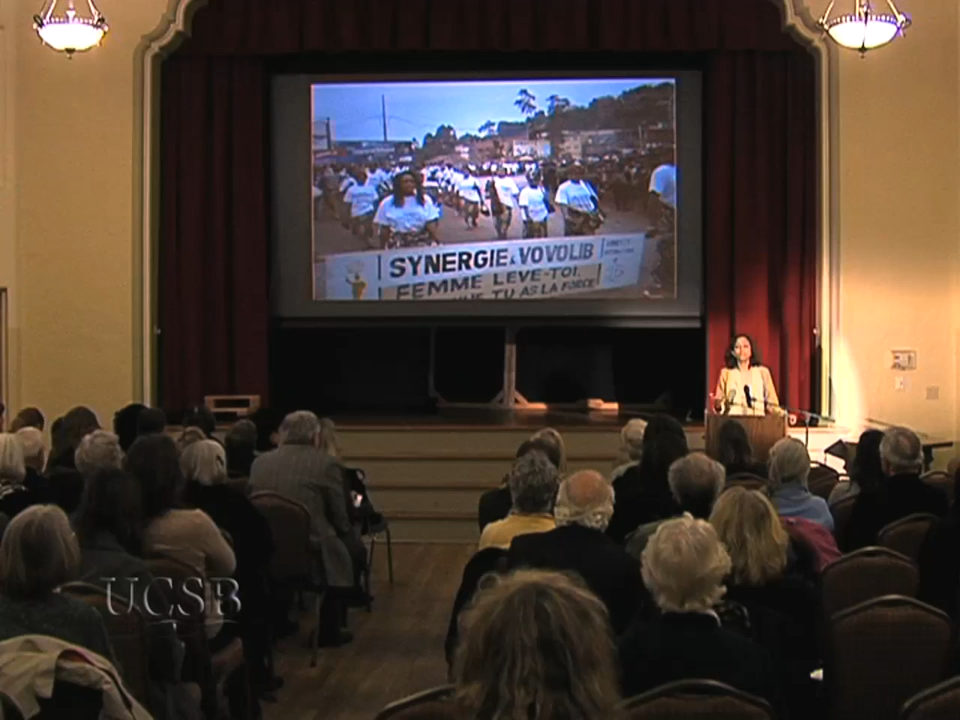 SYNERGIE VOVOLIB
FEMME LEVE-TOI.
TU AS LA FORCE
UCSB